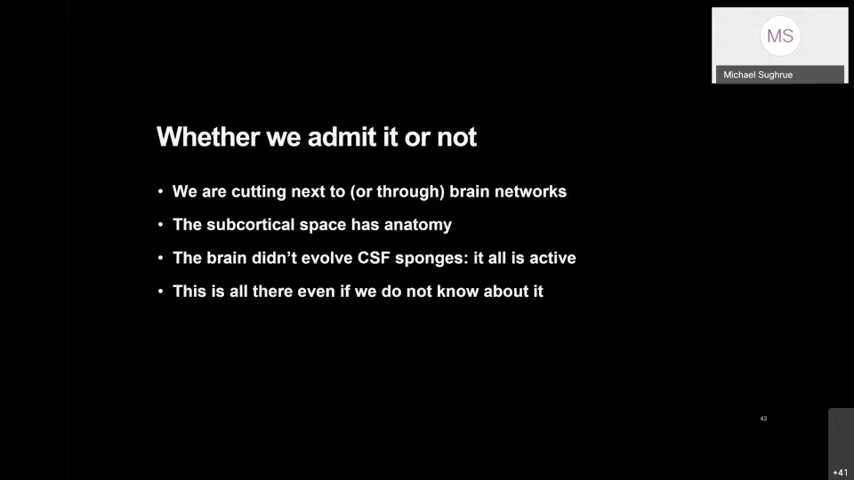 MS
Michael Sughrue
Whether we admit it or not
• We are cutting next to (or through) brain networks
• The subcortical space has anatomy
• The brain didn’t evolve CSF sponges: it all is active
• This is all there even if we do not know about it
43
+41